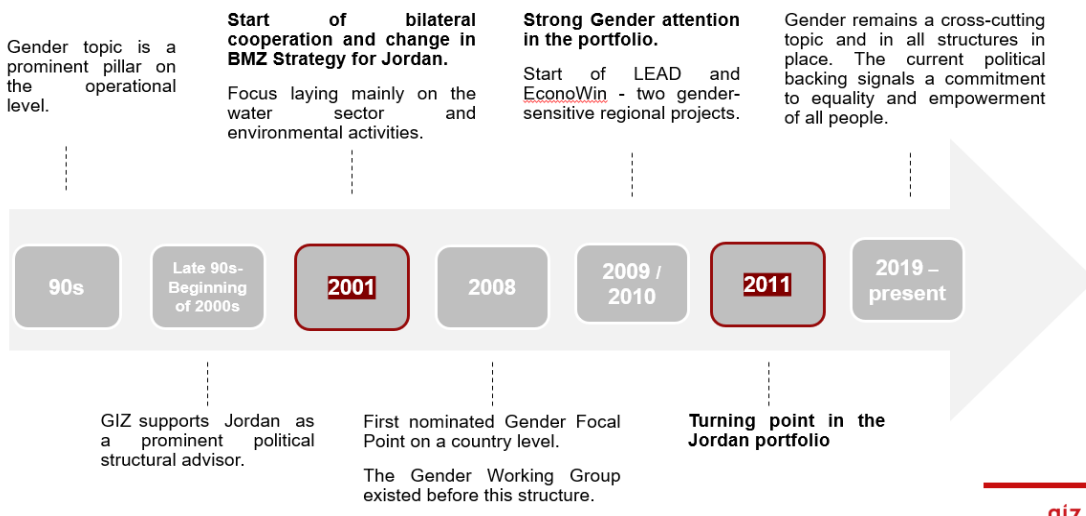 Gender topic is a
prominent pillar on
the operational
level.
Start of bilateral
cooperation and change in
BMZ Strategy for Jordan.
Focus laying mainly on the
water sector and
environmental activities.
Strong Gender attention
in the portfolio.
Start of LEAD and
EconoWin - two gender-
sensitive regional projects.
Gender remains a cross-cutting
topic and in all structures in
place. The current political
backing signals a commitment
to equality and empowerment
of all people.
90s
Late 90s-
Beginning
of 2000s
2001
2008
2009 /
2010
2011
2019 –
present
GIZ supports Jordan as
a prominent political
structural advisor.
First nominated Gender Focal
Point on a country level.
The Gender Working Group
existed before this structure.
Turning point in the
Jordan portfolio
giz